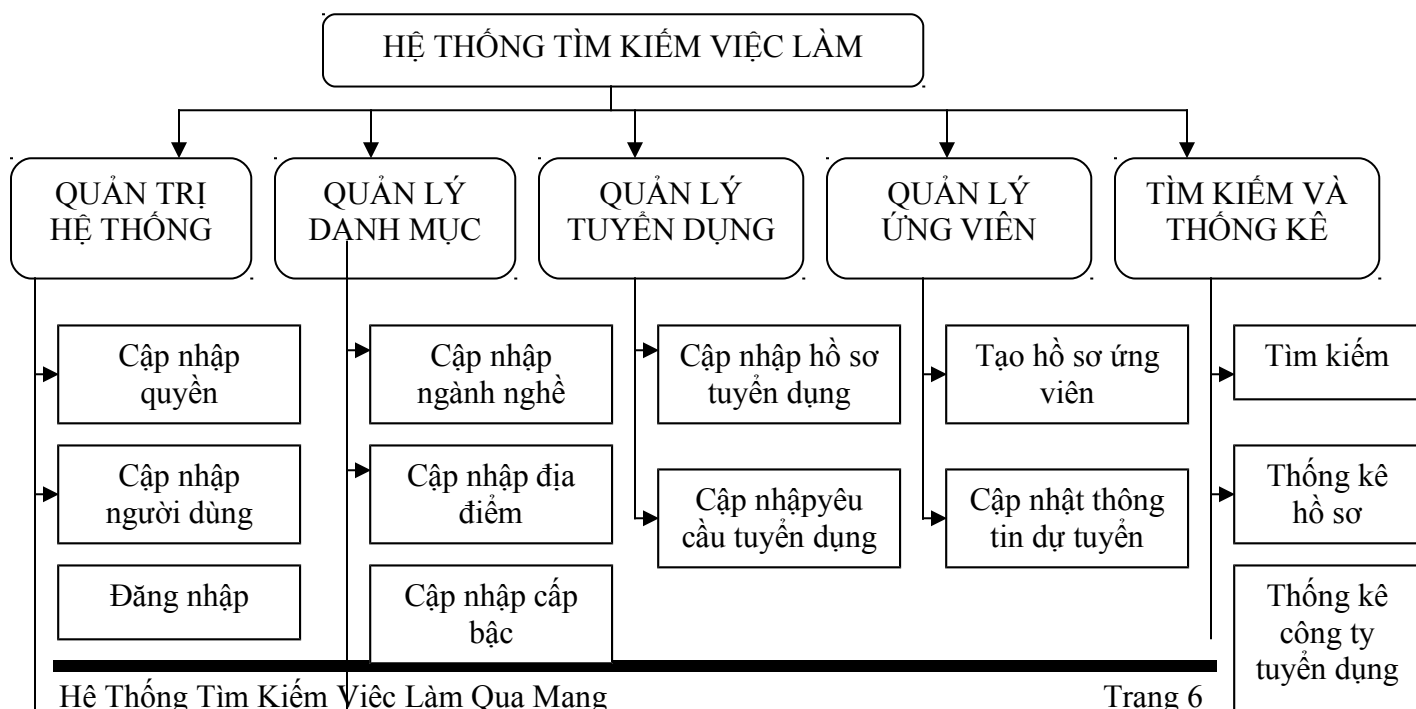 HỆ THỐNG TÌM KIẾM VIỆC LÀM
QUẢN TRỊ
HỆ THỐNG
QUẢN LÝ
DANH MỤC
QUẢN LÝ
TUYỂN DỤNG
QUẢN LÝ
ỨNG VIÊN
TÌM KIẾM VÀ
THỐNG KÊ
Cập nhập
quyền
Cập nhập
người dùng
Đăng nhập
Cập nhập
ngành nghề
Cập nhập địa
điểm
Cập nhập cấp
bậc
Cập nhập hồ sơ
tuyển dụng
Cập nhậpyêu
cầu tuyển dụng
Tạo hồ sơ ứng
viên
Cập nhật thông
tin dự tuyển
Tìm kiếm
Thống kê
hồ sơ
Thống kê
công ty
tuyển dụng
Hệ Thống Tìm Kiếm Việc Làm Qua Mạng
Trang 6